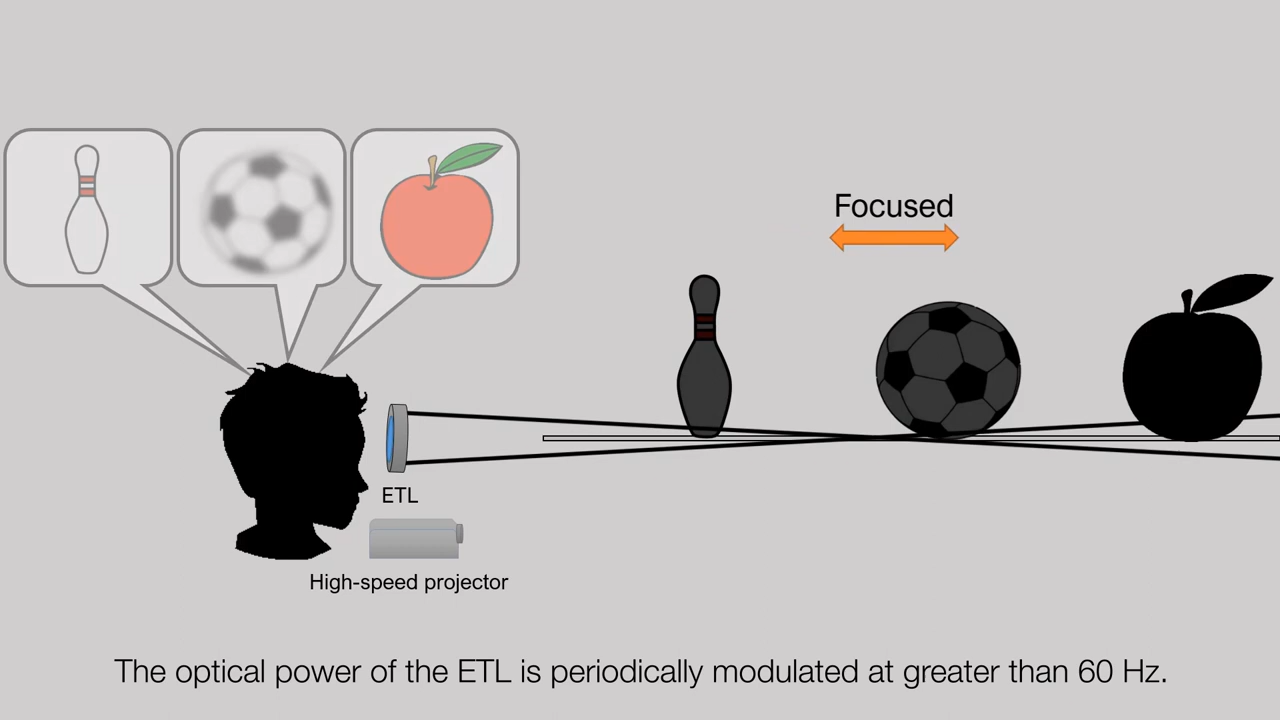 Focused
ETL
High-speed projector
The optical power of the ETL is periodically modulated at greater than 60 Hz.